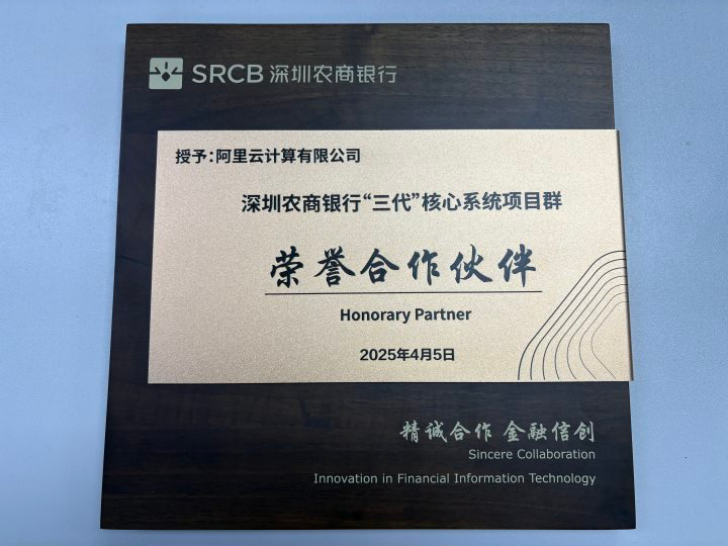 SRCB 深圳农商银行
授予:阿里云计算有限公司
深圳农商银行“三代”核心系统项目群
荣誉合作伙伴
Honorary Partner
2025年4月5日
精诚合作 金融信创
Sincere Collaboration
Innovation in Financial Information Technology